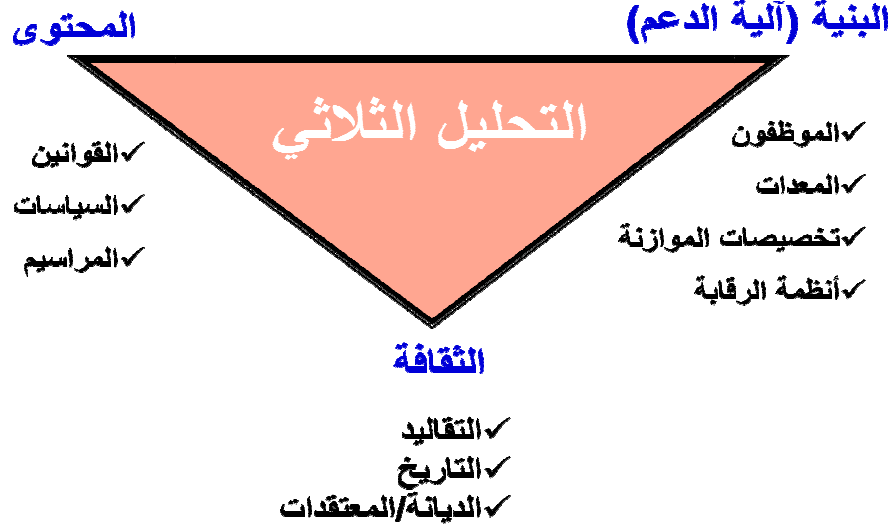 البنية (آلية الدعم)
المحتوى
التحليل الثلاثي
✓الموظفون
✓المعدات
✓تخصيصات الموازنة
✓أنظمة الرقابة
✓القوانين
✓السياسات
✓المراسيم
الثقافة
✓التقاليد
✓التاريخ
✓الديانة/المعتقدات